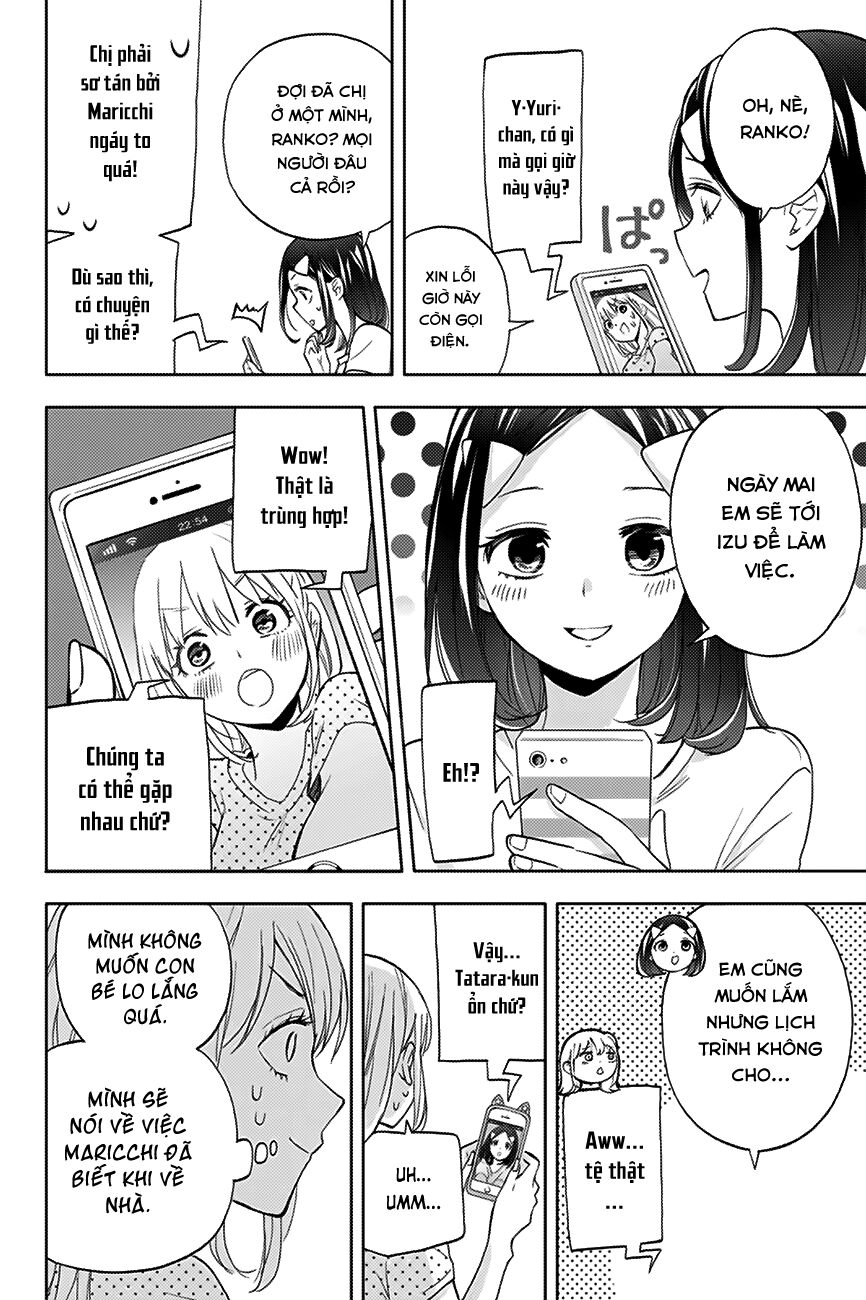 OH, NÈ,
RANKO!
Y-Yuri-
chan, có gì
mà gọi giờ
này vậy?
ぱっ
XIN LỖI
GIỜ NÀY
CÒN GỌI
ĐIỆN.
ĐỢI ĐÃ CHỊ
Ở MỘT MÌNH,
RANKO? MỌI
NGƯỜI ĐÂU
CẢ RỒI?
Chị phải
sơ tán bởi
Maricchi
ngáy to
quá!
Dù sao thì,
có chuyện
gì thế?
NGÀY MAI
EM SẼ TỚI
IZU ĐỂ LÀM
VIỆC.
Eh!?
Wow!
Thật là
trùng hợp!
22:54
Chúng ta
có thể gặp
nhau chứ?
EM CŨNG
MUỐN LẮM
NHƯNG LỊCH
TRÌNH KHÔNG
CHO...
Aww...
tệ thật
...
Vậy...
Tatara-kun
ổn chứ?
UH...
UMM...
MÌNH KHÔNG
MUỐN CON
BÉ LO LẮNG
QUÁ.
MÌNH SẼ
NÓI VỀ VIỆC
MARICCHI ĐÃ
BIẾT KHI VỀ
NHÀ.